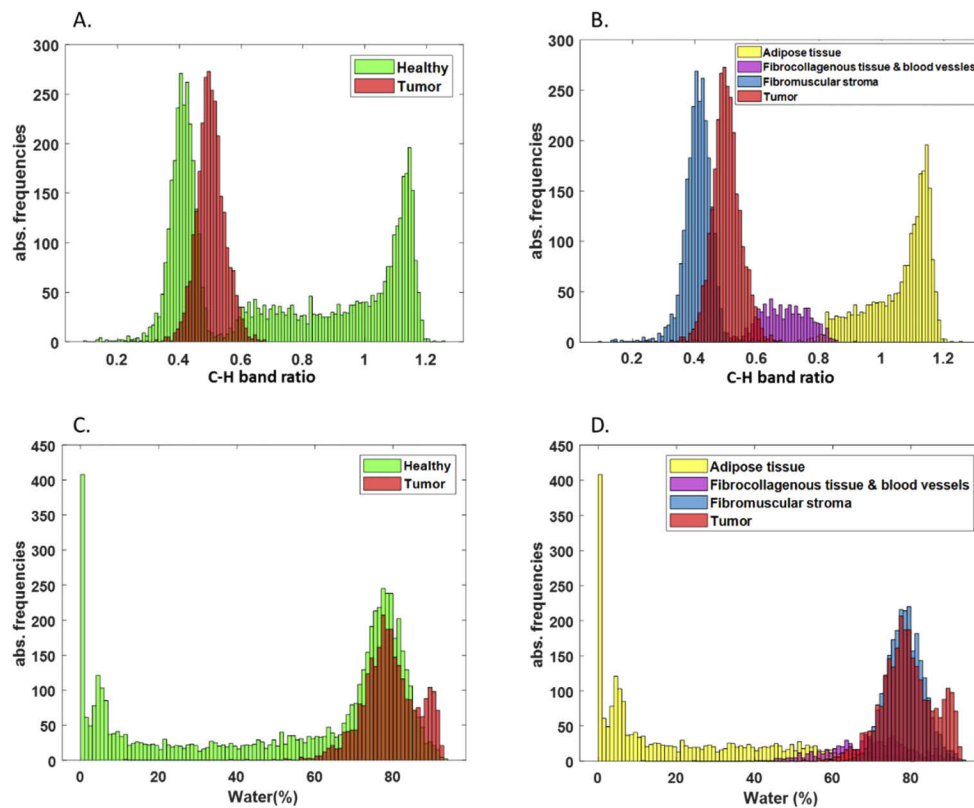 A.
300
250
200
150
100
50
0
abs. frequencies
0.2 0.4 0.6 0.8 1 1.2
C-H band ratio
Healthy
Tumor
B.
300
250
200
150
100
50
0
abs. frequencies
0.2 0.4 0.6 0.8 1 1.2
C-H band ratio
Adipose tissue
Fibrocollagenous tissue & blood vessles
Fibromuscular stroma
Tumor
C.
450
400
350
300
250
200
150
100
50
0
abs. frequencies
0 20 40 60 80
Water(%)
Healthy
Tumor
D.
450
400
350
300
250
200
150
100
50
0
abs. frequencies
0 20 40 60 80
Water (%)
Adipose tissue
Fibrocollagenous tissue & blood vessels
Fibromuscular stroma
Tumor